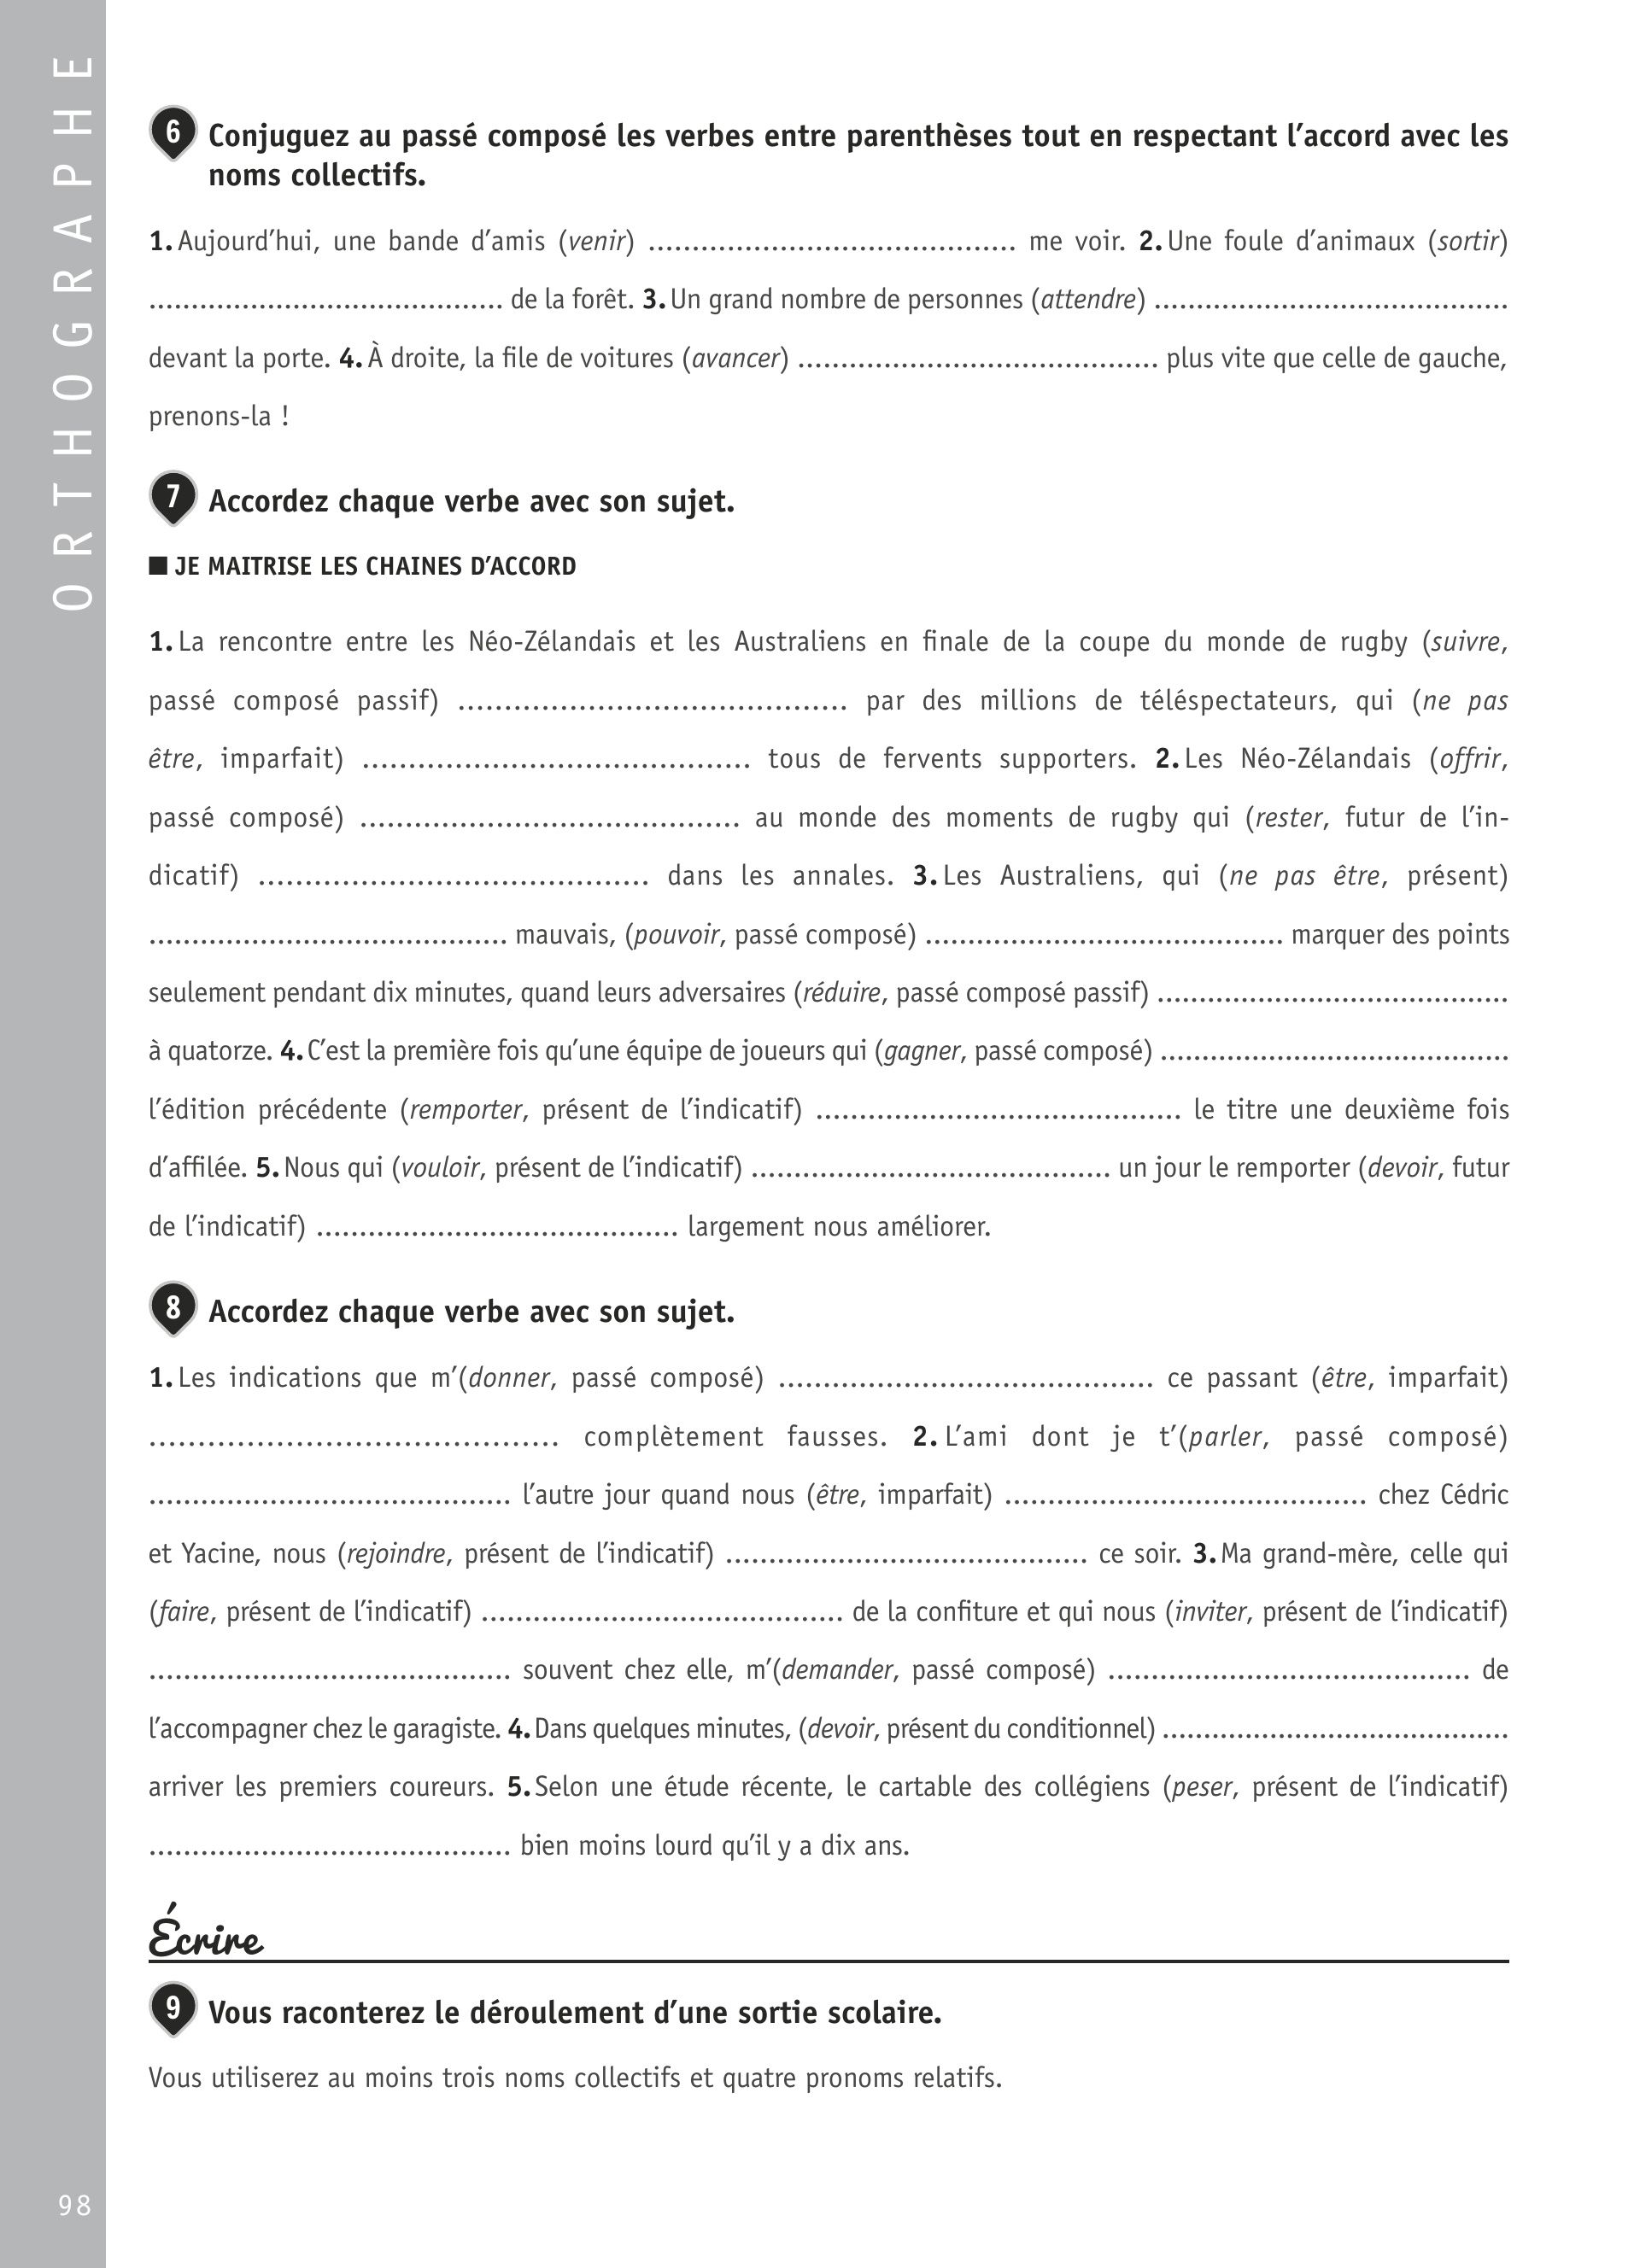 ORTHOGRAPHE
6 Conjuguez au passé composé les verbes entre parenthèses tout en respectant l’accord avec les
noms collectifs.
1. Aujourd’hui, une bande d’amis (venir) .......................................... me voir. 2. Une foule d’animaux (sortir)
.......................................... de la forêt. 3. Un grand nombre de personnes (attendre) ..........................................
devant la porte. 4. À droite, la file de voitures (avancer) .......................................... plus vite que celle de gauche,
prenons-la !
7 Accordez chaque verbe avec son sujet.
■ JE MAITRISE LES CHAINES D’ACCORD
1. La rencontre entre les Néo-Zélandais et les Australiens en finale de la coupe du monde de rugby (suivre,
passé composé passif) .......................................... par des millions de téléspectateurs, qui (ne pas
être, imparfait) .......................................... tous de fervents supporters. 2. Les Néo-Zélandais (offrir,
passé composé) .......................................... au monde des moments de rugby qui (rester, futur de l’in-
dicatif) .......................................... dans les annales. 3. Les Australiens, qui (ne pas être, présent)
.......................................... mauvais, (pouvoir, passé composé) .......................................... marquer des points
seulement pendant dix minutes, quand leurs adversaires (réduire, passé composé passif) ..........................................
à quatorze. 4. C’est la première fois qu’une équipe de joueurs qui (gagner, passé composé) ..........................................
l’édition précédente (remporter, présent de l’indicatif) .......................................... le titre une deuxième fois
d’affilée. 5. Nous qui (vouloir, présent de l’indicatif) .......................................... un jour le remporter (devoir, futur
de l’indicatif) .......................................... largement nous améliorer.
8 Accordez chaque verbe avec son sujet.
1. Les indications que m’(donner, passé composé) .......................................... ce passant (être, imparfait)
.......................................... complètement fausses. 2. L’ami dont je t’(parler, passé composé)
.......................................... l’autre jour quand nous (être, imparfait) .......................................... chez Cédric
et Yacine, nous (rejoindre, présent de l’indicatif) .......................................... ce soir. 3. Ma grand-mère, celle qui
(faire, présent de l’indicatif) .......................................... de la confiture et qui nous (inviter, présent de l’indicatif)
.......................................... souvent chez elle, m’(demander, passé composé) .......................................... de
l’accompagner chez le garagiste. 4. Dans quelques minutes, (devoir, présent du conditionnel) ..........................................
arriver les premiers coureurs. 5. Selon une étude récente, le cartable des collégiens (peser, présent de l’indicatif)
.......................................... bien moins lourd qu’il y a dix ans.
Écrire
9 Vous raconterez le déroulement d’une sortie scolaire.
Vous utiliserez au moins trois noms collectifs et quatre pronoms relatifs.
98